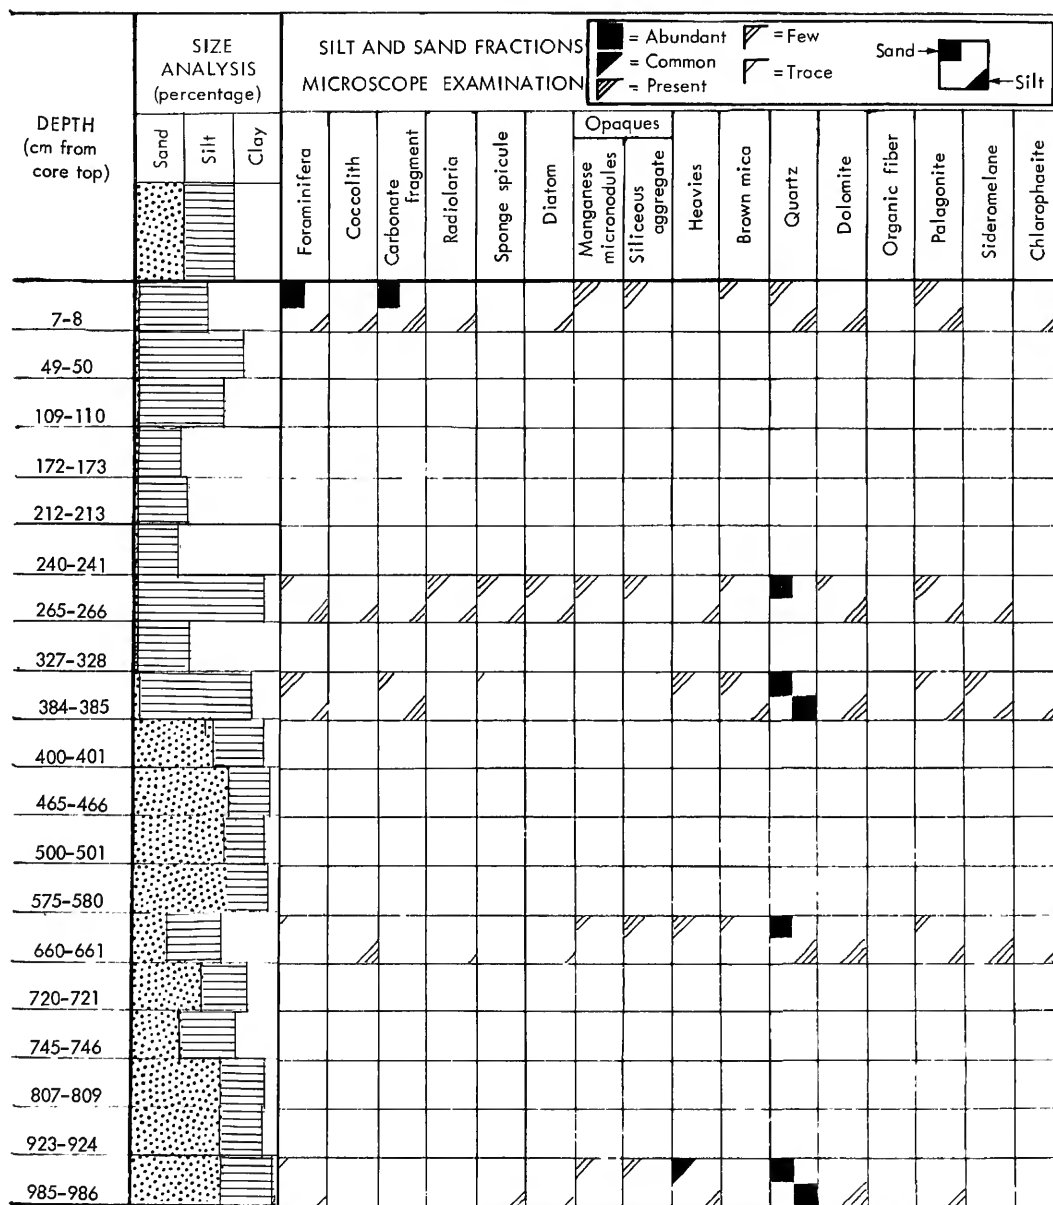 SIZE
ANALYSIS
(percentage)
SILT AND SAND FRACTIONS
MICROSCOPE EXAMINATION
= Abundant
= Common
= Present
= Few
= Trace
Sand
Silt
DEPTH
(cm from
core top)
Sand
Silt
Clay
Foraminifera
Coccolith
Carbonate
fragment
Radiolaria
Sponge spicule
Diatom
Opaques
Manganese
micronodules
Siliceous
aggregate
Heavies
Brown mica
Quartz
Dolomite
Organic fiber
Palagonite
Sideromelane
Chlorophaeite
7-8
49-50
109-110
172-173
212-213
240-241
265-266
327-328
384-385
400-401
465-466
500-501
575-580
660-661
720-721
745-746
807-809
923-924
985-986